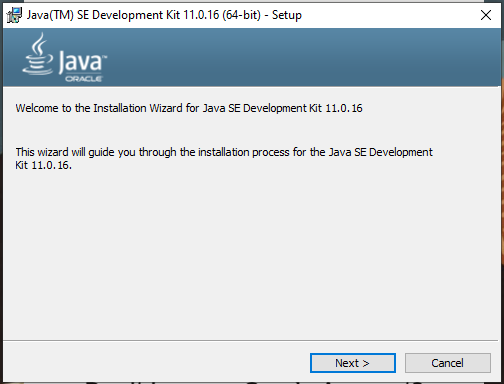 Java(TM) SE Development Kit 11.0.16 (64-bit) - Setup
Java™
ORACLE
Welcome to the Installation Wizard for Java SE Development Kit 11.0.16
This wizard will guide you through the installation process for the Java SE Development
Kit 11.0.16.
Next >
Cancel